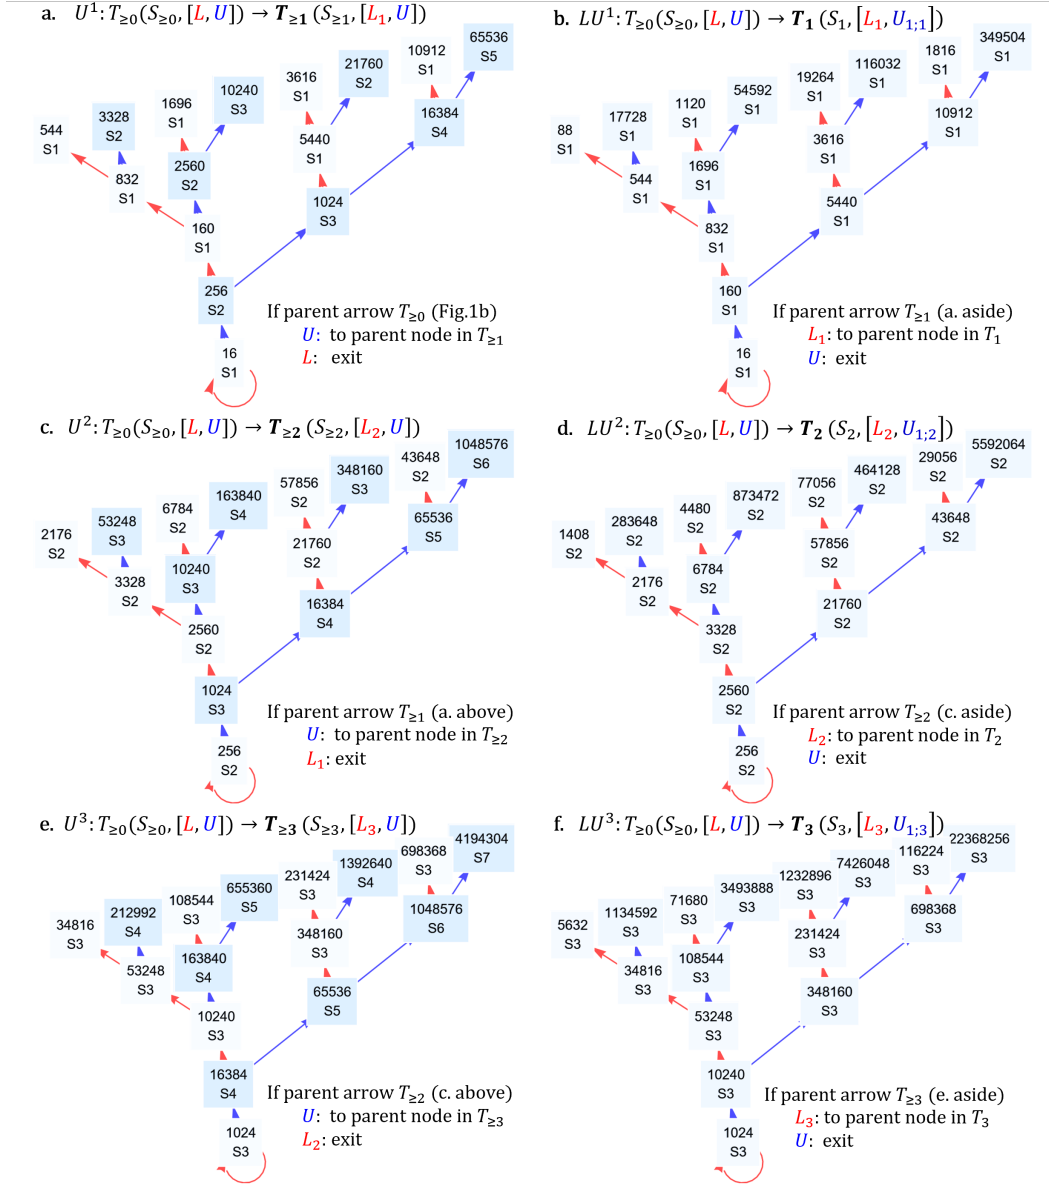 a. U¹: T≥0(S≥0, [L, U]) → T≥1 (S≥1, [L1, U])
65536
S5
10912
S1
21760
S2
3616
S1
10240
S3
1696
S1
3328
S2
544
S1
16384
S4
5440
S1
2560
S2
832
S1
1024
S3
160
S1
256
S2
16
S1
If parent arrow T≥0 (Fig.1b)
U: to parent node in T≥1
L: exit
b. LU¹: T≥0(S≥0, [L, U]) → T1 (S1, [L1, U1;1])
349504
S1
1816
S1
116032
S1
19264
S1
54592
S1
1120
S1
17728
S1
88
S1
10912
S1
3616
S1
1696
S1
544
S1
5440
S1
832
S1
160
S1
16
S1
If parent arrow T≥1 (a. aside)
L1: to parent node in T1
U: exit
c. U²: T≥0(S≥0, [L, U]) → T≥2 (S≥2, [L2, U])
1048576
S6
43648
S2
348160
S3
57856
S2
163840
S4
6784
S2
53248
S3
2176
S2
65536
S5
21760
S2
10240
S3
3328
S2
16384
S4
2560
S2
1024
S3
256
S2
If parent arrow T≥1 (a. above)
U: to parent node in T≥2
L1: exit
d. LU²: T≥0(S≥0, [L, U]) → T2 (S2, [L2, U1;2])
5592064
S2
29056
S2
464128
S2
77056
S2
873472
S2
4480
S2
283648
S2
1408
S2
43648
S2
57856
S2
6784
S2
2176
S2
21760
S2
3328
S2
2560
S2
256
S2
If parent arrow T≥2 (c. aside)
L2: to parent node in T2
U: exit
e. U³: T≥0(S≥0, [L, U]) → T≥3 (S≥3, [L3, U])
4194304
S7
698368
S3
1392640
S4
231424
S3
655360
S5
108544
S3
212992
S4
34816
S3
1048576
S6
348160
S3
163840
S4
53248
S3
65536
S5
10240
S3
16384
S4
1024
S3
If parent arrow T≥2 (c. above)
U: to parent node in T≥3
L2: exit
f. LU³: T≥0(S≥0, [L, U]) → T3 (S3, [L3, U1;3])
22368256
S3
116224
S3
7426048
S3
1232896
S3
3493888
S3
71680
S3
1134592
S3
5632
S3
698368
S3
231424
S3
108544
S3
34816
S3
348160
S3
53248
S3
10240
S3
1024
S3
If parent arrow T≥3 (e. aside)
L3: to parent node in T3
U: exit